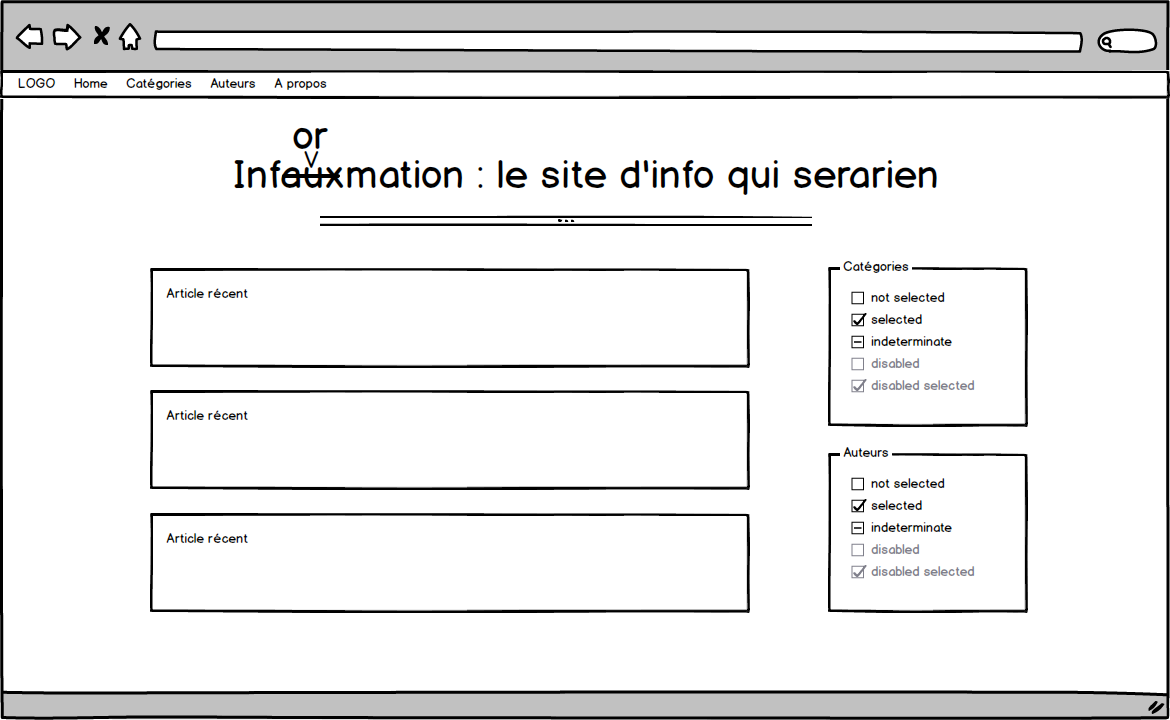 LOGO Home Catégories Auteurs A propos
or
Infauxmation : le site d'info qui serarien
Article récent
Article récent
Article récent
Catégories
not selected
selected
indeterminate
disabled
disabled selected
Auteurs
not selected
selected
indeterminate
disabled
disabled selected